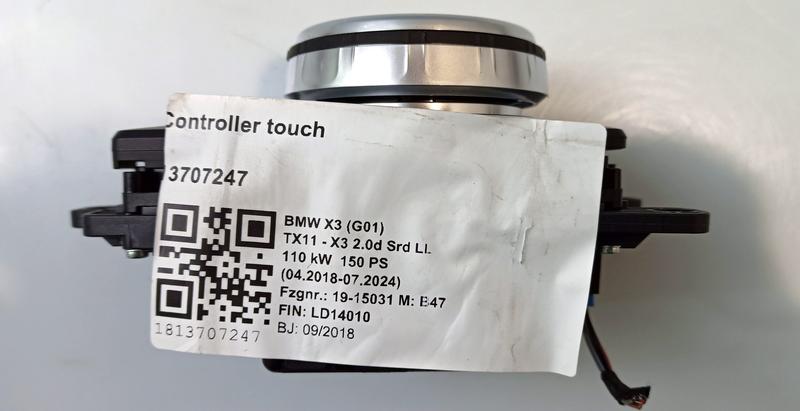 Controller touch
3707247
BMW X3 (G01)
TX11 - X3 2.0d Srd LL
110 kW 150 PS
(04.2018-07.2024)
Fzgnr.: 19-15031 M: B47
FIN: LD14010
BJ: 09/2018
1813707247